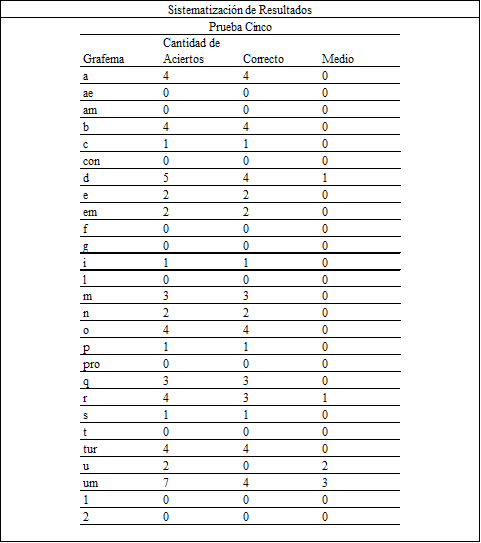 Sistematización de Resultados
Prueba Cinco
Cantidad de
Grafema Aciertos Correcto Medio
a 4 4 0
ae 0 0 0
am 0 0 0
b 4 4 0
c 1 1 0
con 0 0 0
d 5 4 1
e 2 2 0
em 2 2 0
f 0 0 0
g 0 0 0
i 1 1 0
l 0 0 0
m 3 3 0
n 2 2 0
o 4 4 0
p 1 1 0
pro 0 0 0
q 3 3 0
r 4 3 1
s 1 1 0
t 0 0 0
tur 4 4 0
u 2 0 2
um 7 4 3
1 0 0 0
2 0 0 0